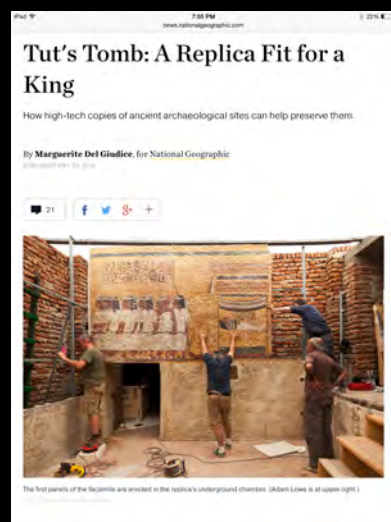 iPad
7:55 PM
22%
news.nationalgeographic.com
Tut's Tomb: A Replica Fit for a
King
How high-tech copies of ancient archaeological sites can help preserve them.
By Marguerite Del Giudice, for National Geographic
21
The first panels of the facsimile are erected in the replica's underground chamber. (Adam Lowe is at upper right.)